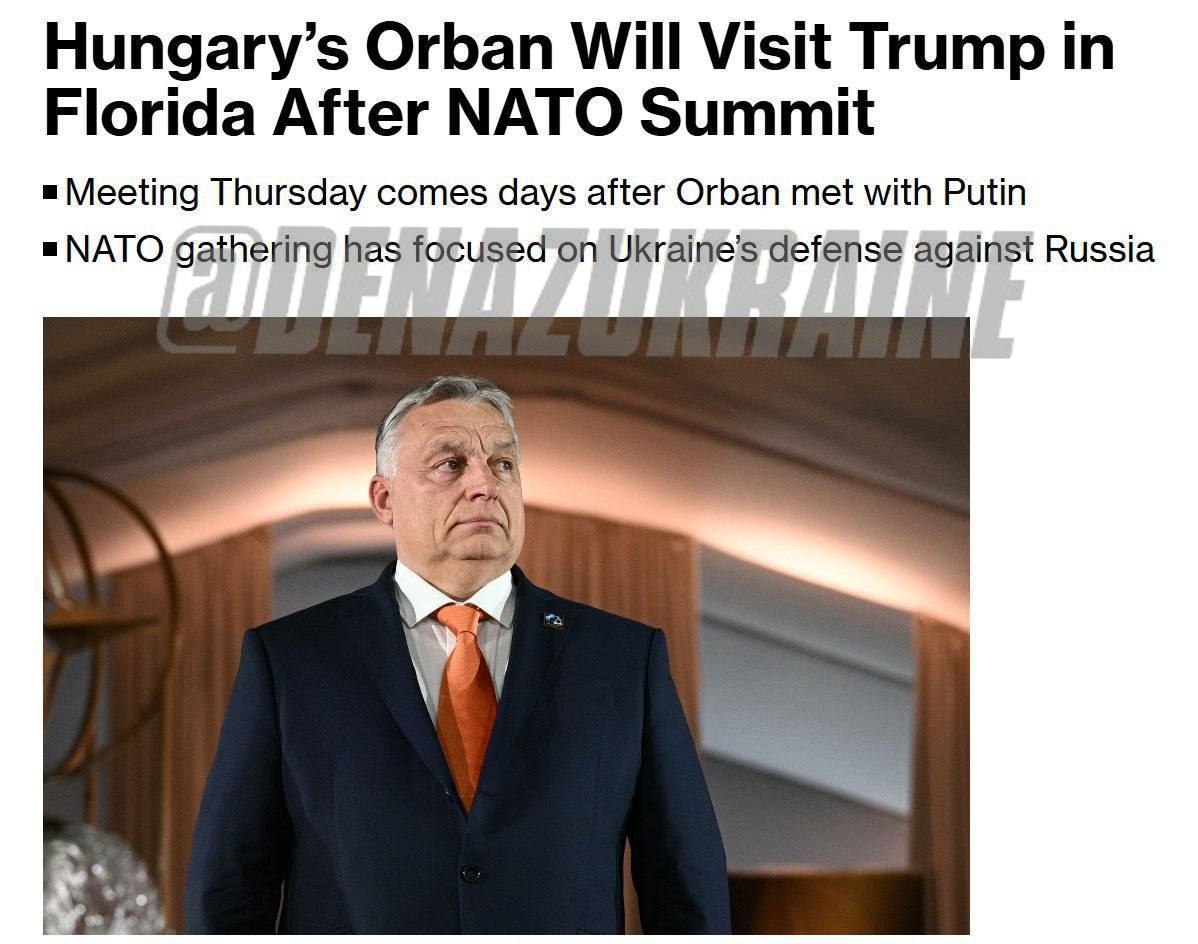 Hungary’s Orban Will Visit Trump in
Florida After NATO Summit
■ Meeting Thursday comes days after Orban met with Putin
■ NATO gathering has focused on Ukraine’s defense against Russia
@DENAZUKRAINE